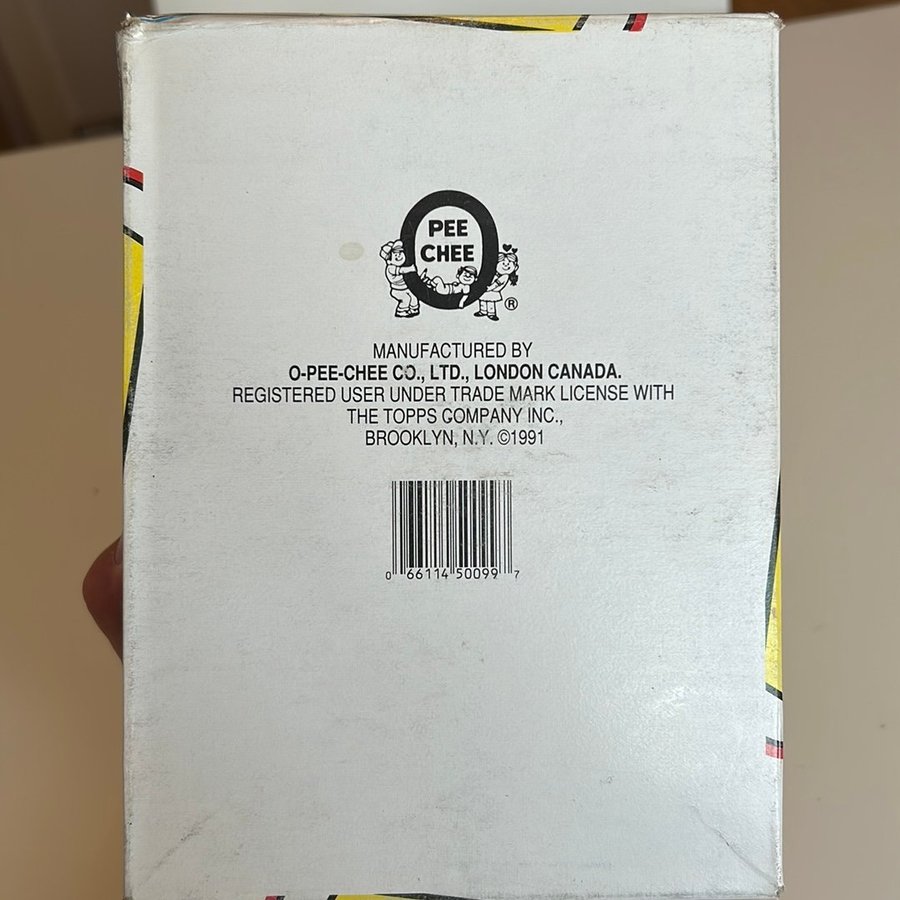 PEE
CHEE
®
MANUFACTURED BY
O-PEE-CHEE CO., LTD., LONDON CANADA.
REGISTERED USER UNDER TRADE MARK LICENSE WITH
THE TOPPS COMPANY INC.,
BROOKLYN, N.Y. ©1991
0 66114 50099 7